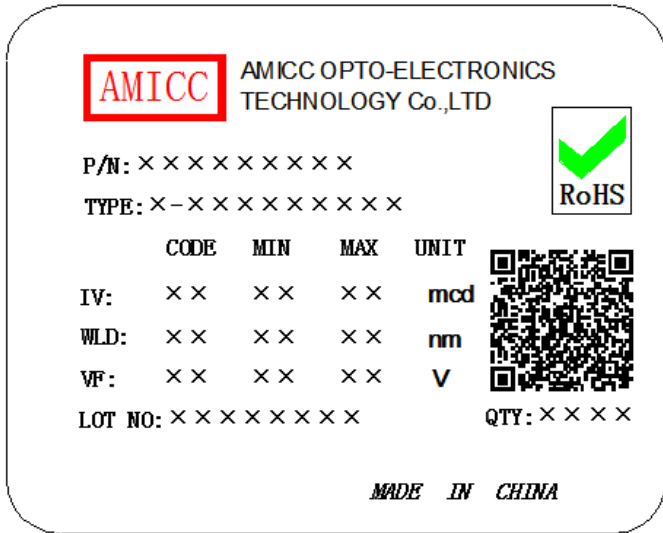 AMICC
AMICC OPTO-ELECTRONICS
TECHNOLOGY Co.,LTD
RoHS
P/N:×××××××××
TYPE:×-×××××××××
CODE MIN MAX UNIT
IV: ×× ×× ×× mcd
WLD: ×× ×× ×× nm
VF: ×× ×× ×× V
LOT NO:×××××××× QTY:××××
MADE IN CHINA